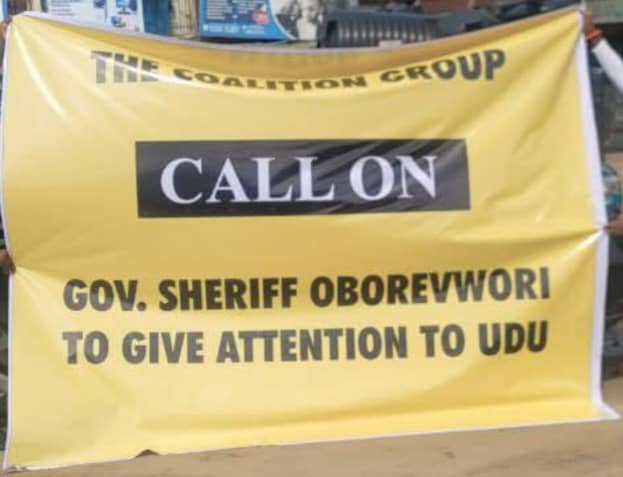 THE COALITION GROUP
CALL ON
GOV. SHERIFF OBOREVWORI
TO GIVE ATTENTION TO UDU